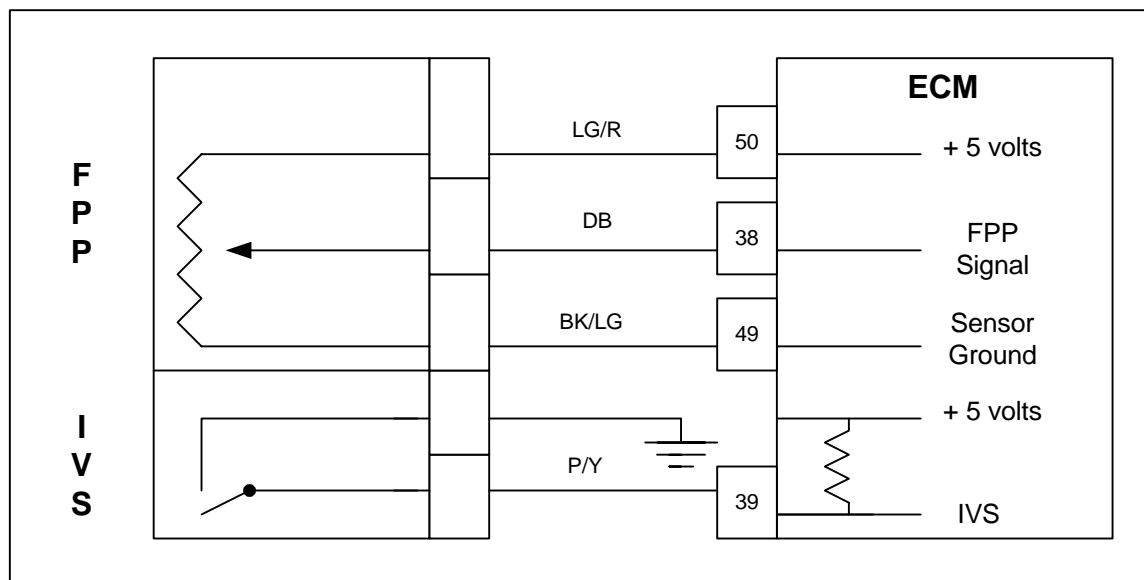 ECM
LG/R
50
+ 5 volts
F
P
P
DB
38
FPP
Signal
BK/LG
49
Sensor
Ground
I
V
S
+ 5 volts
P/Y
39
IVS